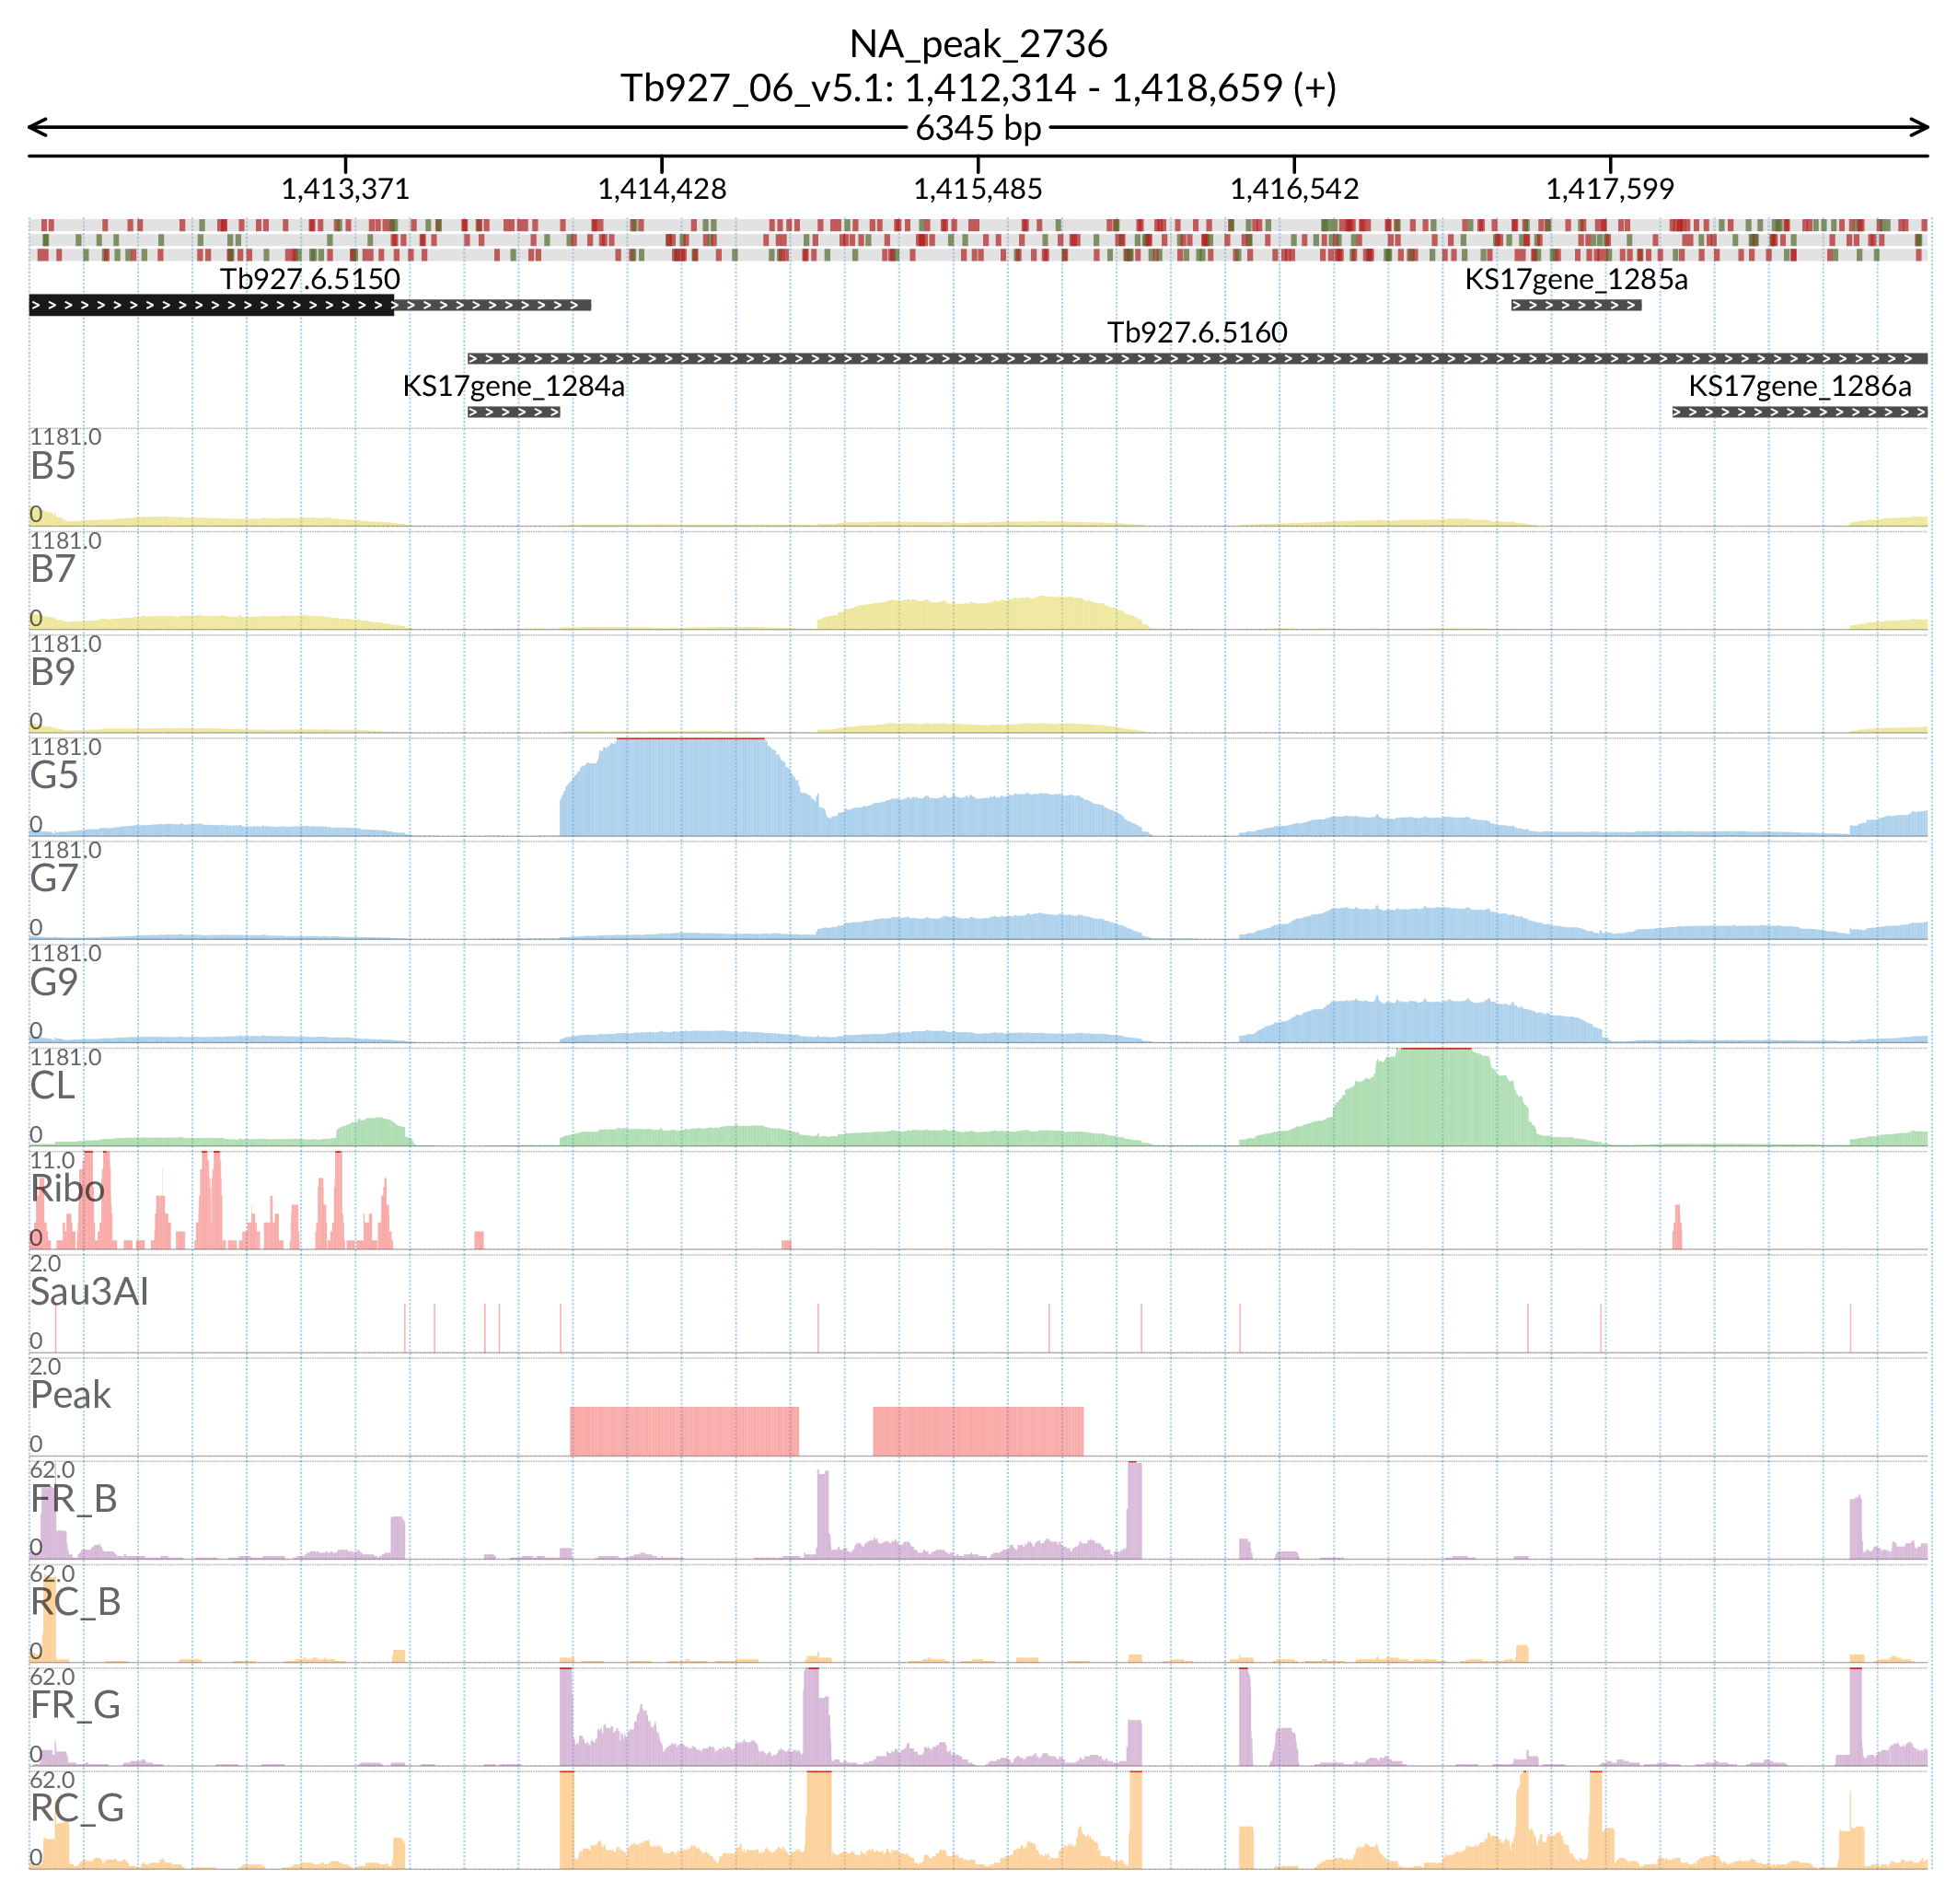 NA_peak_2736
Tb927_06_v5.1: 1,412,314 - 1,418,659 (+)
6345 bp
1,413,371 1,414,428 1,415,485 1,416,542 1,417,599
Tb927.6.5150 KS17gene_1285a
Tb927.6.5160
KS17gene_1284a KS17gene_1286a
1181.0
B5
0
1181.0
B7
0
1181.0
B9
0
1181.0
G5
0
1181.0
G7
0
1181.0
G9
0
1181.0
CL
0
11.0
Ribo
0
2.0
Sau3AI
0
2.0
Peak
0
62.0
FR_B
0
62.0
RC_B
0
62.0
FR_G
0
62.0
RC_G
0